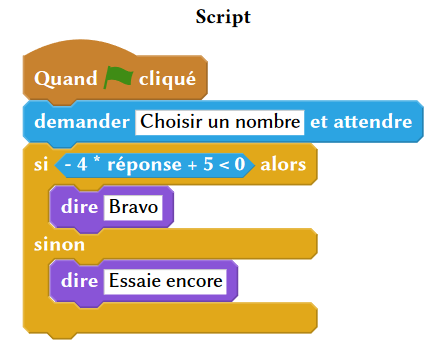 Script
Quand cliqué
demander Choisir un nombre et attendre
si - 4 * réponse + 5 < 0 alors
dire Bravo
sinon
dire Essaie encore